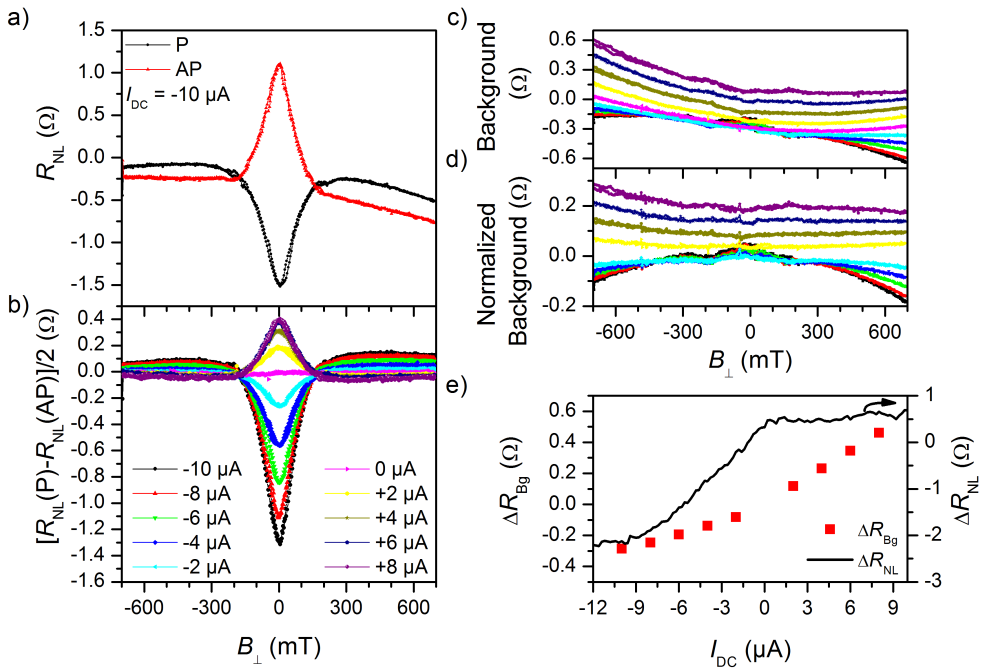 a)
1.5
1.0
0.5
0.0
-0.5
-1.0
-1.5
R_NL (Ω)
P
AP
I_DC = -10 µA
b)
0.4
0.2
0.0
-0.2
-0.4
-0.6
-0.8
-1.0
-1.2
-1.4
-1.6
[R_NL(P)-R_NL(AP)]/2 (Ω)
-10 µA
-8 µA
-6 µA
-4 µA
-2 µA
0 µA
+2 µA
+4 µA
+6 µA
+8 µA
-600 -300 0 300 600
B_⊥ (mT)
c)
Background
(Ω)
0.6
0.3
0.0
-0.3
-0.6
d)
Normalized
Background (Ω)
0.2
0.0
-0.2
-600 -300 0 300 600
B_⊥ (mT)
e)
ΔR_Bg (Ω)
0.6
0.4
0.2
0.0
-0.2
-0.4
1
0
-1
-2
-3
ΔR_NL (Ω)
ΔR_Bg
ΔR_NL
-12 -9 -6 -3 0 3 6 9
I_DC (µA)